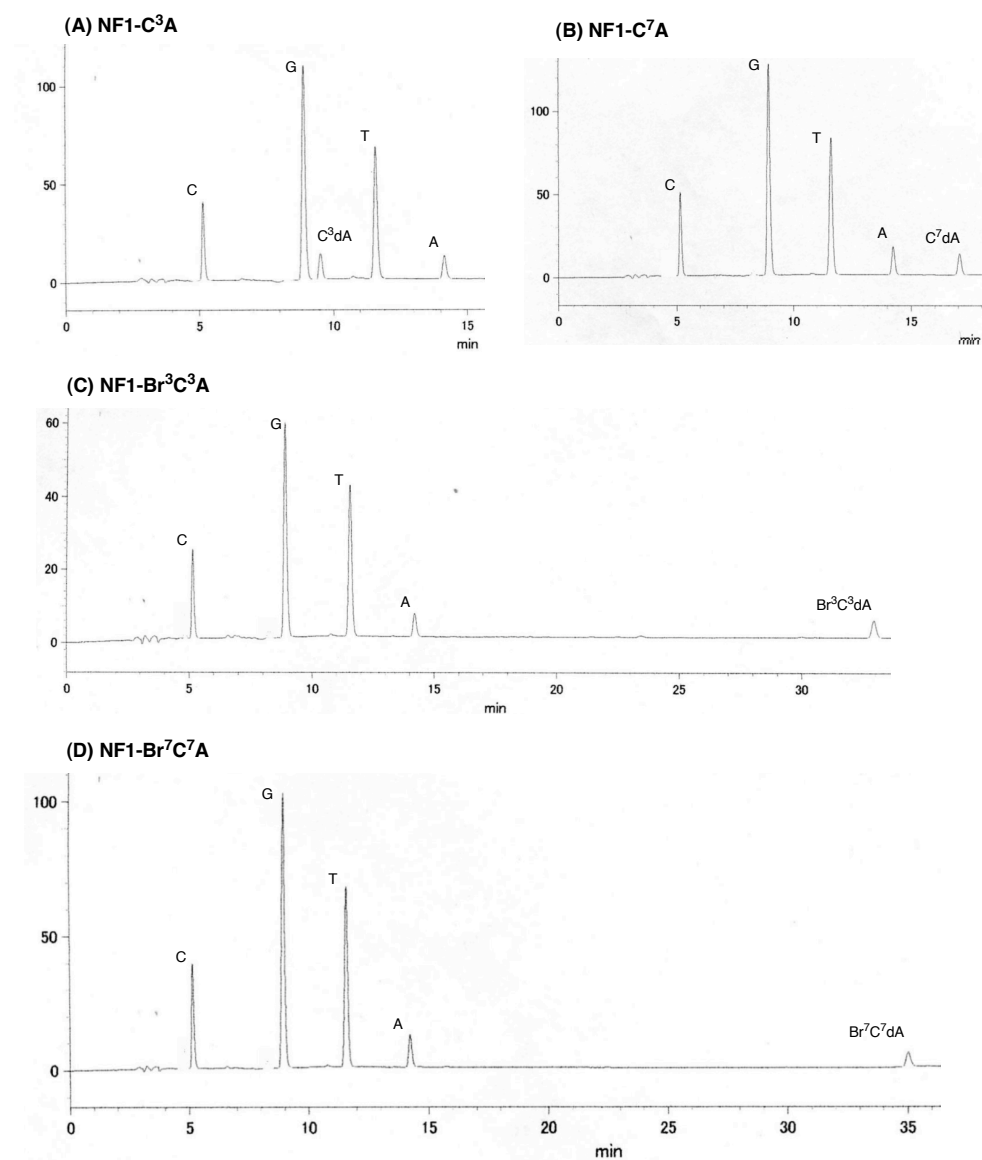 (A) NF1-C³A
G
100
T
50
C
C³dA
A
0
0 5 10 15
min
(B) NF1-C⁷A
G
100
T
C
50
A C⁷dA
0
0 5 10 15
min
(C) NF1-Br³C³A
60
G
T
40
C
20
A Br³C³dA
0
0 5 10 15 20 25 30
min
(D) NF1-Br⁷C⁷A
G
100
T
50
C
A Br⁷C⁷dA
0
0 5 10 15 20 25 30 35
min